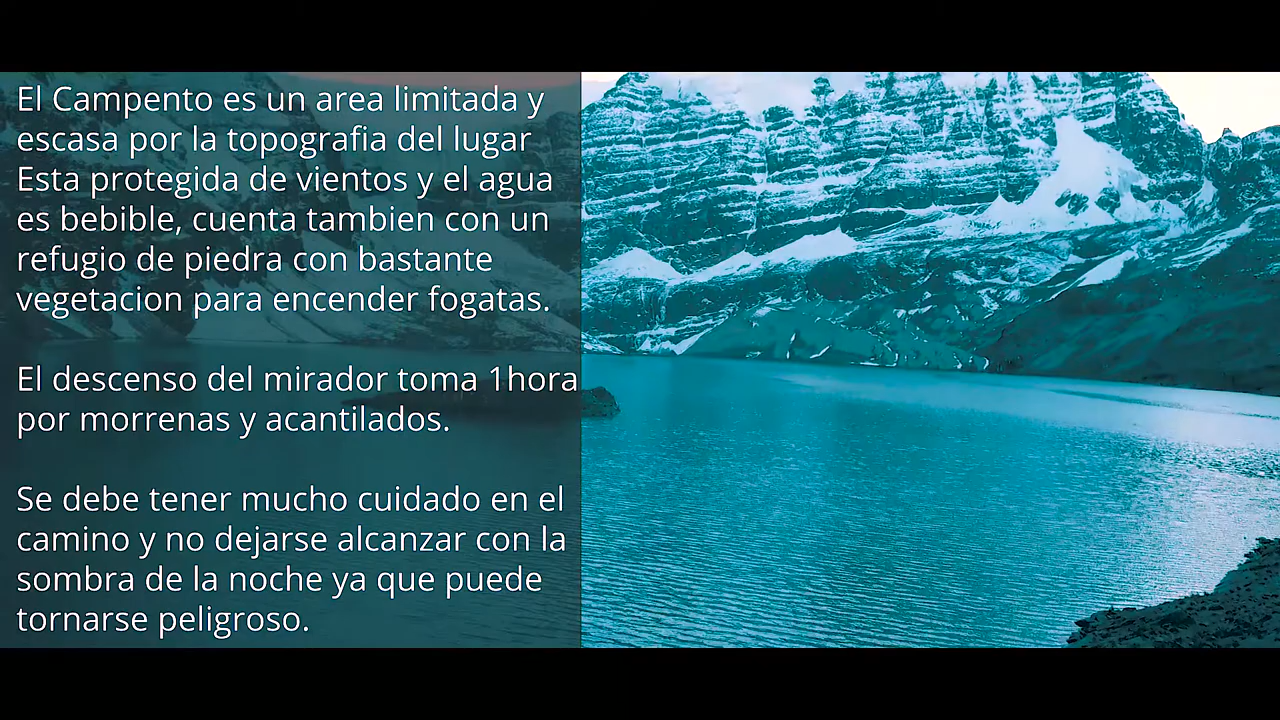 El Campento es un area limitada y
escasa por la topografia del lugar
Esta protegida de vientos y el agua
es bebible, cuenta tambien con un
refugio de piedra con bastante
vegetacion para encender fogatas.
El descenso del mirador toma 1hora
por morrenas y acantilados.
Se debe tener mucho cuidado en el
camino y no dejarse alcanzar con la
sombra de la noche ya que puede
tornarse peligroso.